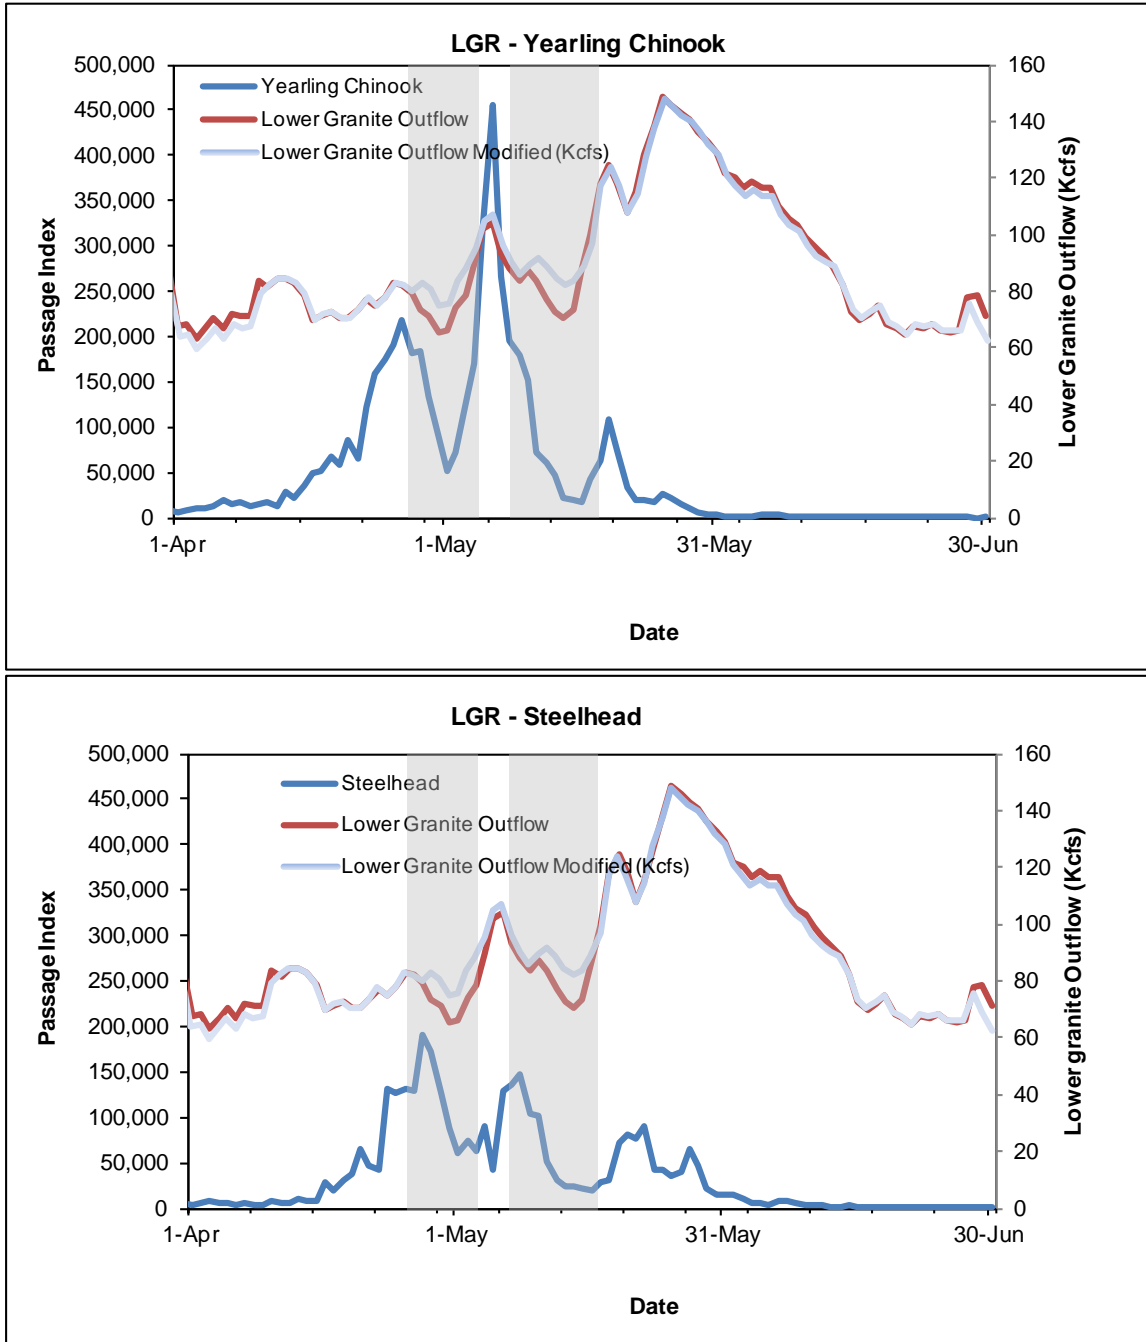 LGR - Yearling Chinook
500,000
450,000
400,000
350,000
300,000
250,000
200,000
150,000
100,000
50,000
0
Passage Index
Yearling Chinook
Lower Granite Outflow
Lower Granite Outflow Modified (Kcfs)
160
140
120
100
80
60
40
20
0
Lower Granite Outflow (Kcfs)
1-Apr 1-May 31-May 30-Jun
Date
LGR - Steelhead
500,000
450,000
400,000
350,000
300,000
250,000
200,000
150,000
100,000
50,000
0
Passage Index
Steelhead
Lower Granite Outflow
Lower Granite Outflow Modified (Kcfs)
160
140
120
100
80
60
40
20
0
Lower granite Outflow (Kcfs)
1-Apr 1-May 31-May 30-Jun
Date